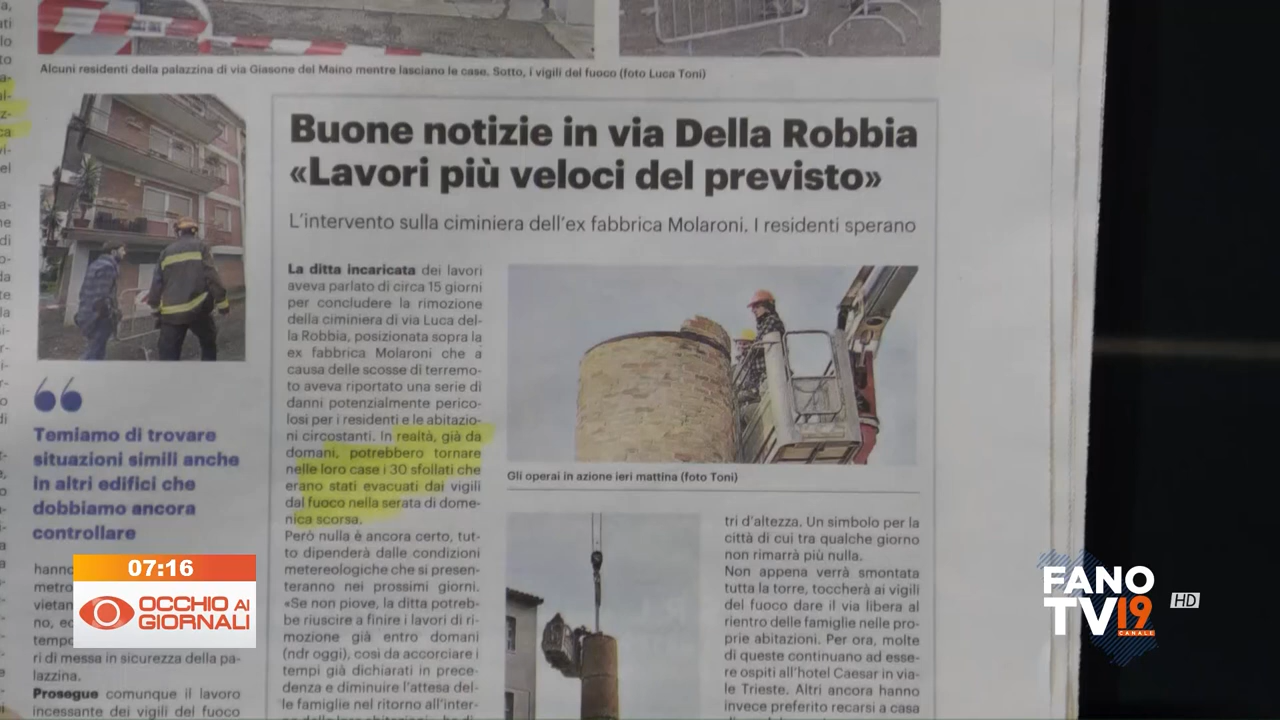 Alcuni residenti della palazzina di via Giasone del Maino mentre lasciano le case. Sotto, i vigili del fuoco (foto Luca Toni)
Buone notizie in via Della Robbia
«Lavori più veloci del previsto»
L'intervento sulla ciminiera dell'ex fabbrica Molaroni. I residenti sperano
La ditta incaricata dei lavori
aveva parlato di circa 15 giorni
per concludere la rimozione
della ciminiera di via Luca del-
la Robbia, posizionata sopra la
ex fabbrica Molaroni che a
causa delle scosse di terremo-
to aveva riportato una serie di
danni potenzialmente perico-
losi per i residenti e le abitazio-
ni circostanti. In realtà, già da
domani, potrebbero tornare
nelle loro case i 30 sfollati che
erano stati evacuati dai vigili
dal fuoco nella serata di dome-
nica scorsa.
Però nulla è ancora certo, tut-
to dipenderà dalle condizioni
metereologiche che si presen-
teranno nei prossimi giorni.
«Se non piove, la ditta potreb-
be riuscire a finire i lavori di ri-
mozione già entro domani
(ndr oggi), così da accorciare i
tempi già dichiarati in prece-
denza e diminuire l'attesa del-
le famiglie nel ritorno all'inter-
Gli operai in azione ieri mattina (foto Toni)
tri d'altezza. Un simbolo per la
città di cui tra qualche giorno
non rimarrà più nulla.
Non appena verrà smontata
tutta la torre, toccherà ai vigili
del fuoco dare il via libera al
rientro delle famiglie nelle pro-
prie abitazioni. Per ora, molte
di queste continuano ad esse-
re ospiti all'hotel Caesar in via-
le Trieste. Altri ancora hanno
invece preferito recarsi a casa
“
Temiamo di trovare
situazioni simili anche
in altri edifici che
dobbiamo ancora
controllare
hanno
metro
vietan
no, ec
tempo
ri di messa in sicurezza della pa-
lazzina.
Prosegue comunque il lavoro
incessante dei vigili del fuoco
07:16
OCCHIO AI
GIORNALI
FANO
TV 19
CANALE
HD